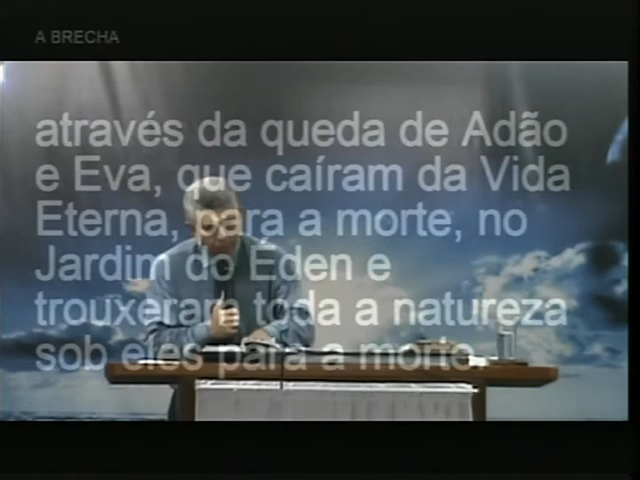 A BRECHA
através da queda de Adão
e Eva, que caíram da Vida
Eterna, para a morte, no
Jardim do Eden e
trouxeram toda a natureza
sob eles para a morte.